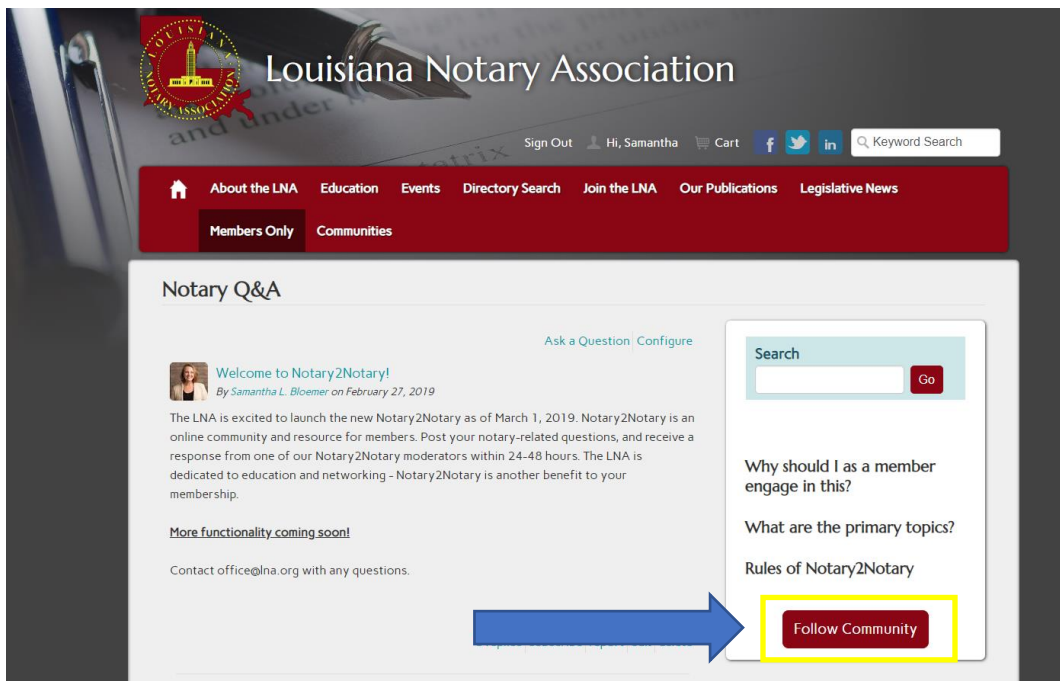 LOUISIANA
NOTARY ASSOCIATION
Louisiana Notary Association
and under
Sign Out Hi, Samantha Cart f in Keyword Search
About the LNA Education Events Directory Search Join the LNA Our Publications Legislative News
Members Only Communities
Notary Q&A
Ask a Question Configure
Welcome to Notary2Notary!
By Samantha L. Bloemer on February 27, 2019
The LNA is excited to launch the new Notary2Notary as of March 1, 2019. Notary2Notary is an
online community and resource for members. Post your notary-related questions, and receive a
response from one of our Notary2Notary moderators within 24-48 hours. The LNA is
dedicated to education and networking - Notary2Notary is another benefit to your
membership.
More functionality coming soon!
Contact office@lna.org with any questions.
Search
Go
Why should I as a member
engage in this?
What are the primary topics?
Rules of Notary2Notary
Follow Community